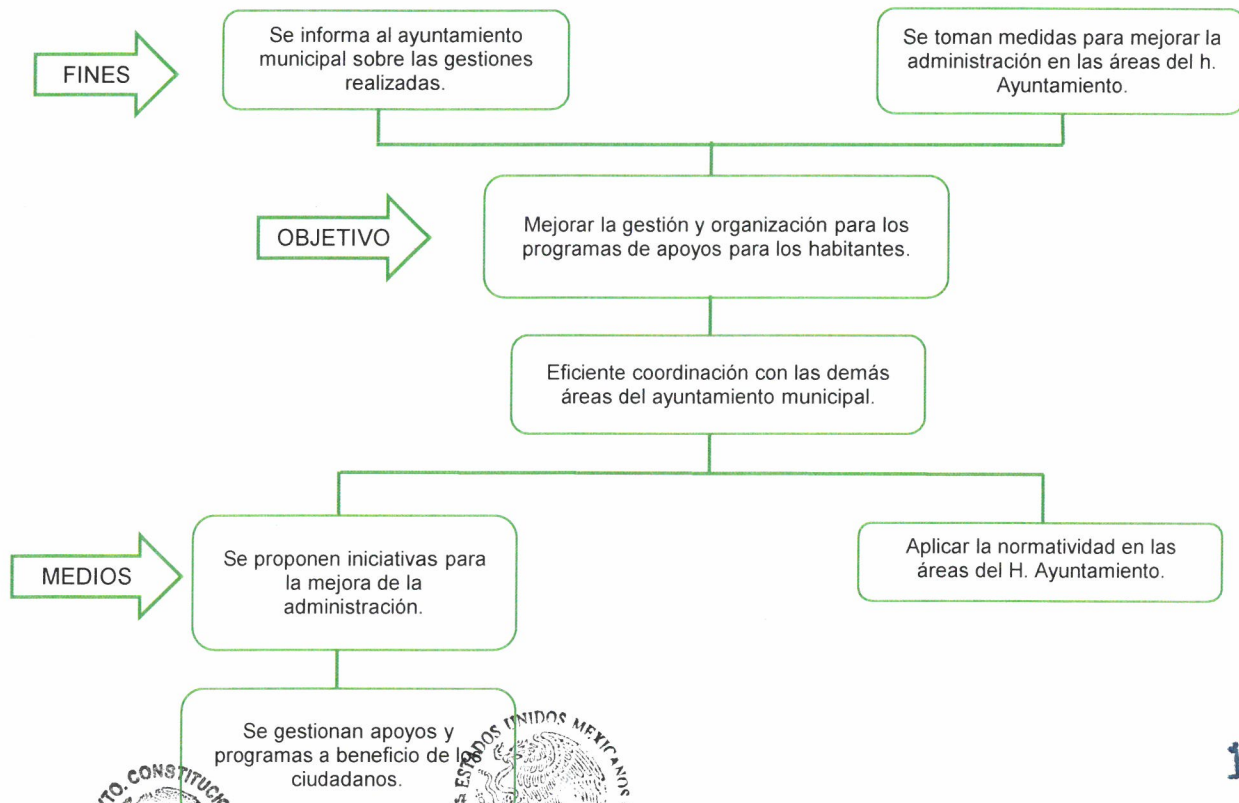 Se informa al ayuntamiento
municipal sobre las gestiones
realizadas.
Se toman medidas para mejorar la
administración en las áreas del h.
Ayuntamiento.
FINES
Mejorar la gestión y organización para los
programas de apoyos para los habitantes.
OBJETIVO
Eficiente coordinación con las demás
áreas del ayuntamiento municipal.
Se proponen iniciativas para
la mejora de la
administración.
Aplicar la normatividad en las
áreas del H. Ayuntamiento.
MEDIOS
Se gestionan apoyos y
programas a beneficio de
ciudadanos.
ESTADOS UNIDOS MEXICANOS